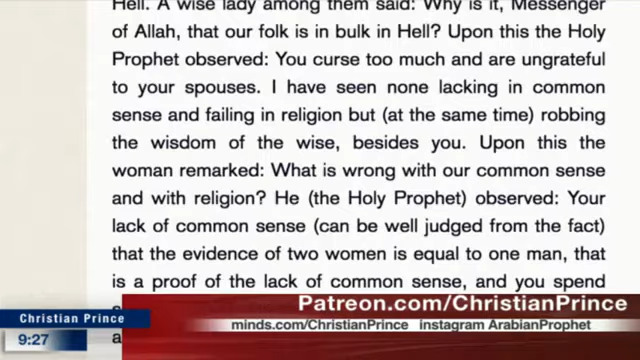 Hell. A wise lady among them said: Why is it, Messenger
of Allah, that our folk is in bulk in Hell? Upon this the Holy
Prophet observed: You curse too much and are ungrateful
to your spouses. I have seen none lacking in common
sense and failing in religion but (at the same time) robbing
the wisdom of the wise, besides you. Upon this the
woman remarked: What is wrong with our common sense
and with religion? He (the Holy Prophet) observed: Your
lack of common sense (can be well judged from the fact)
that the evidence of two women is equal to one man, that
is a proof of the lack of common sense, and you spend
Patreon.com/ChristianPrince
Christian Prince
minds.com/ChristianPrince instagram ArabianProphet
9:27